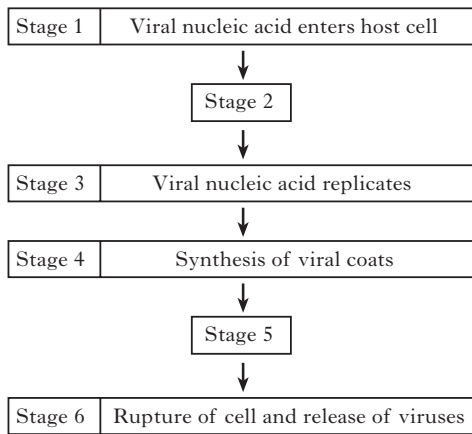 Stage 1 Viral nucleic acid enters host cell
Stage 2
Stage 3 Viral nucleic acid replicates
Stage 4 Synthesis of viral coats
Stage 5
Stage 6 Rupture of cell and release of viruses